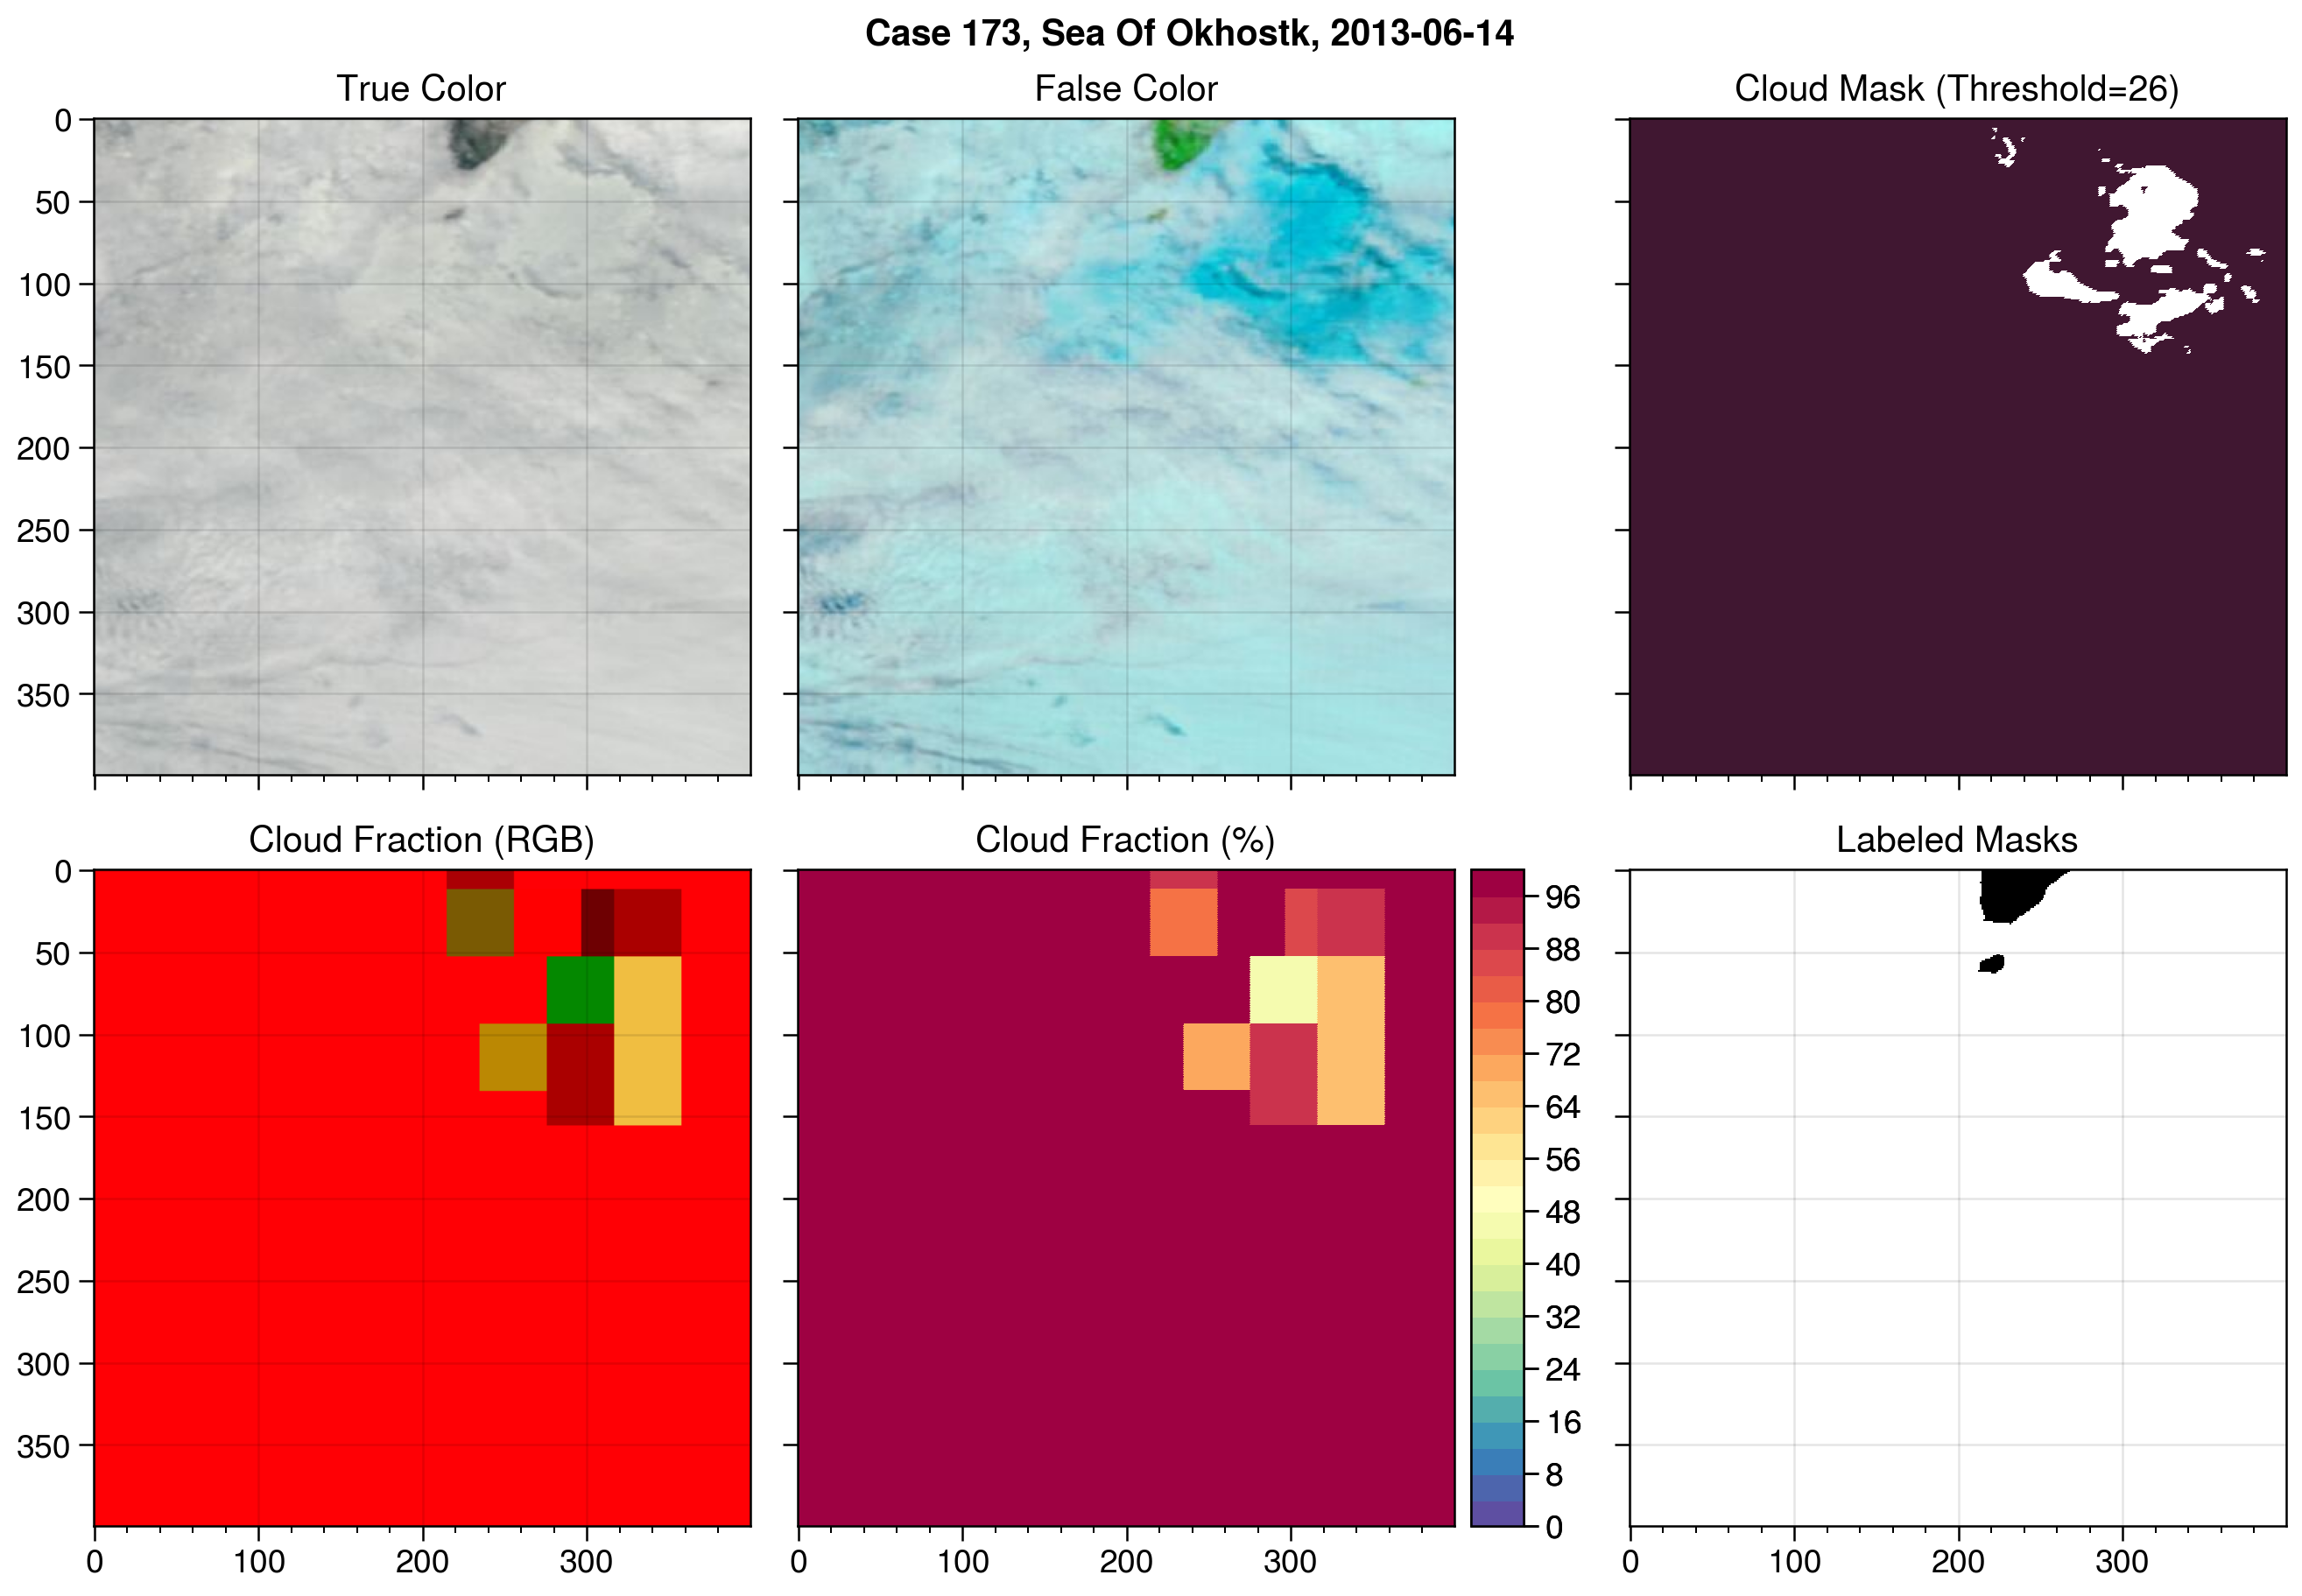 Case 173, Sea Of Okhostk, 2013-06-14
True Color
False Color
Cloud Mask (Threshold=26)
0
50
100
150
200
250
300
350
Cloud Fraction (RGB)
Cloud Fraction (%)
Labeled Masks
0
50
100
150
200
250
300
350
96
88
80
72
64
56
48
40
32
24
16
8
0
0 100 200 300
0 100 200 300
0 100 200 300